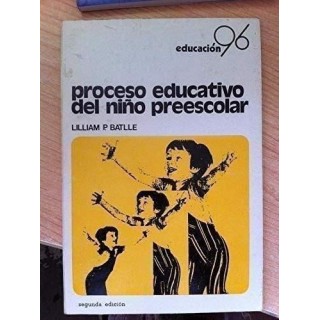 educación 96
proceso educativo
del niño preescolar
LILLIAM P. BATLLE
segunda edición